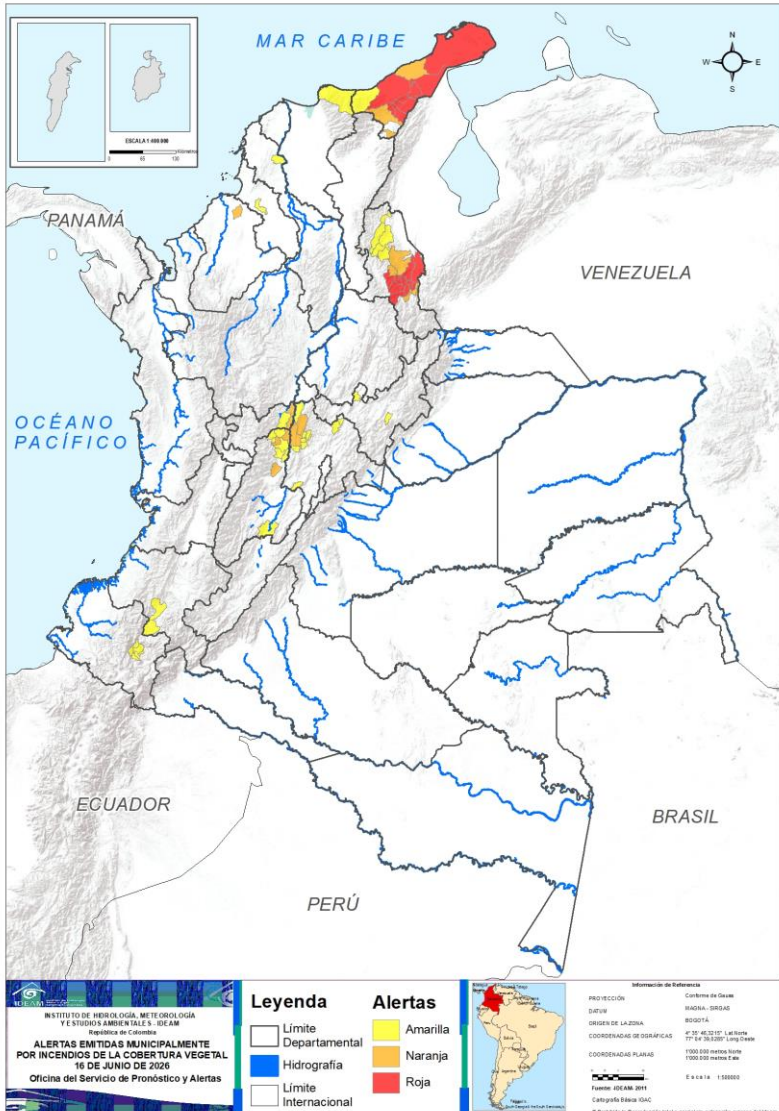 MAR CARIBE
N
W
E
S
ESCALA 1:400.000
PANAMÁ
VENEZUELA
OCÉANO
PACÍFICO
ECUADOR
BRASIL
PERÚ
IDEAM
INSTITUTO DE HIDROLOGÍA, METEOROLOGÍA
Y ESTUDIOS AMBIENTALES - IDEAM
República de Colombia
ALERTAS EMITIDAS MUNICIPALMENTE
POR INCENDIOS DE LA COBERTURA VEGETAL
16 DE JUNIO DE 2026
Oficina del Servicio de Pronóstico y Alertas
Leyenda
Límite
Departamental
Hidrografía
Límite
Internacional
Alertas
Amarilla
Naranja
Roja
Información de Referencia
PROYECCIÓN Conforme de Gauss
DATUM MAGNA - SIRGAS
ORIGEN DE LA ZONA BOGOTÁ
COORDENADAS GEOGRÁFICAS
COORDENADAS PLANAS 1'000.000 metros Norte
1'000.000 metros Este
Fuente: IDEAM. 2011
Cartografía Básica IGAC